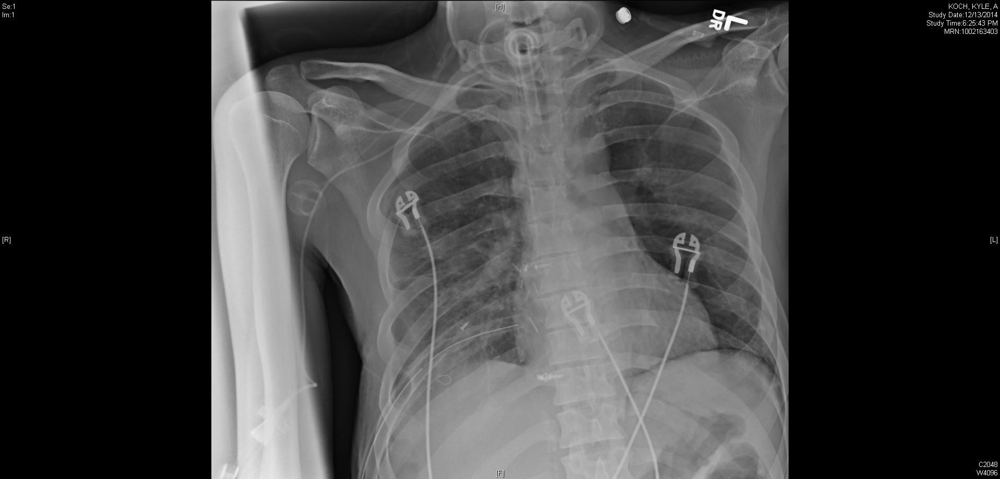 Se:1
Im:1
[H]
KOCH, KYLE, A
Study Date:12/13/2014
Study Time:6:25:43 PM
MRN:1002163403
DR
L
[R]
[L]
[F]
C2048
W4096